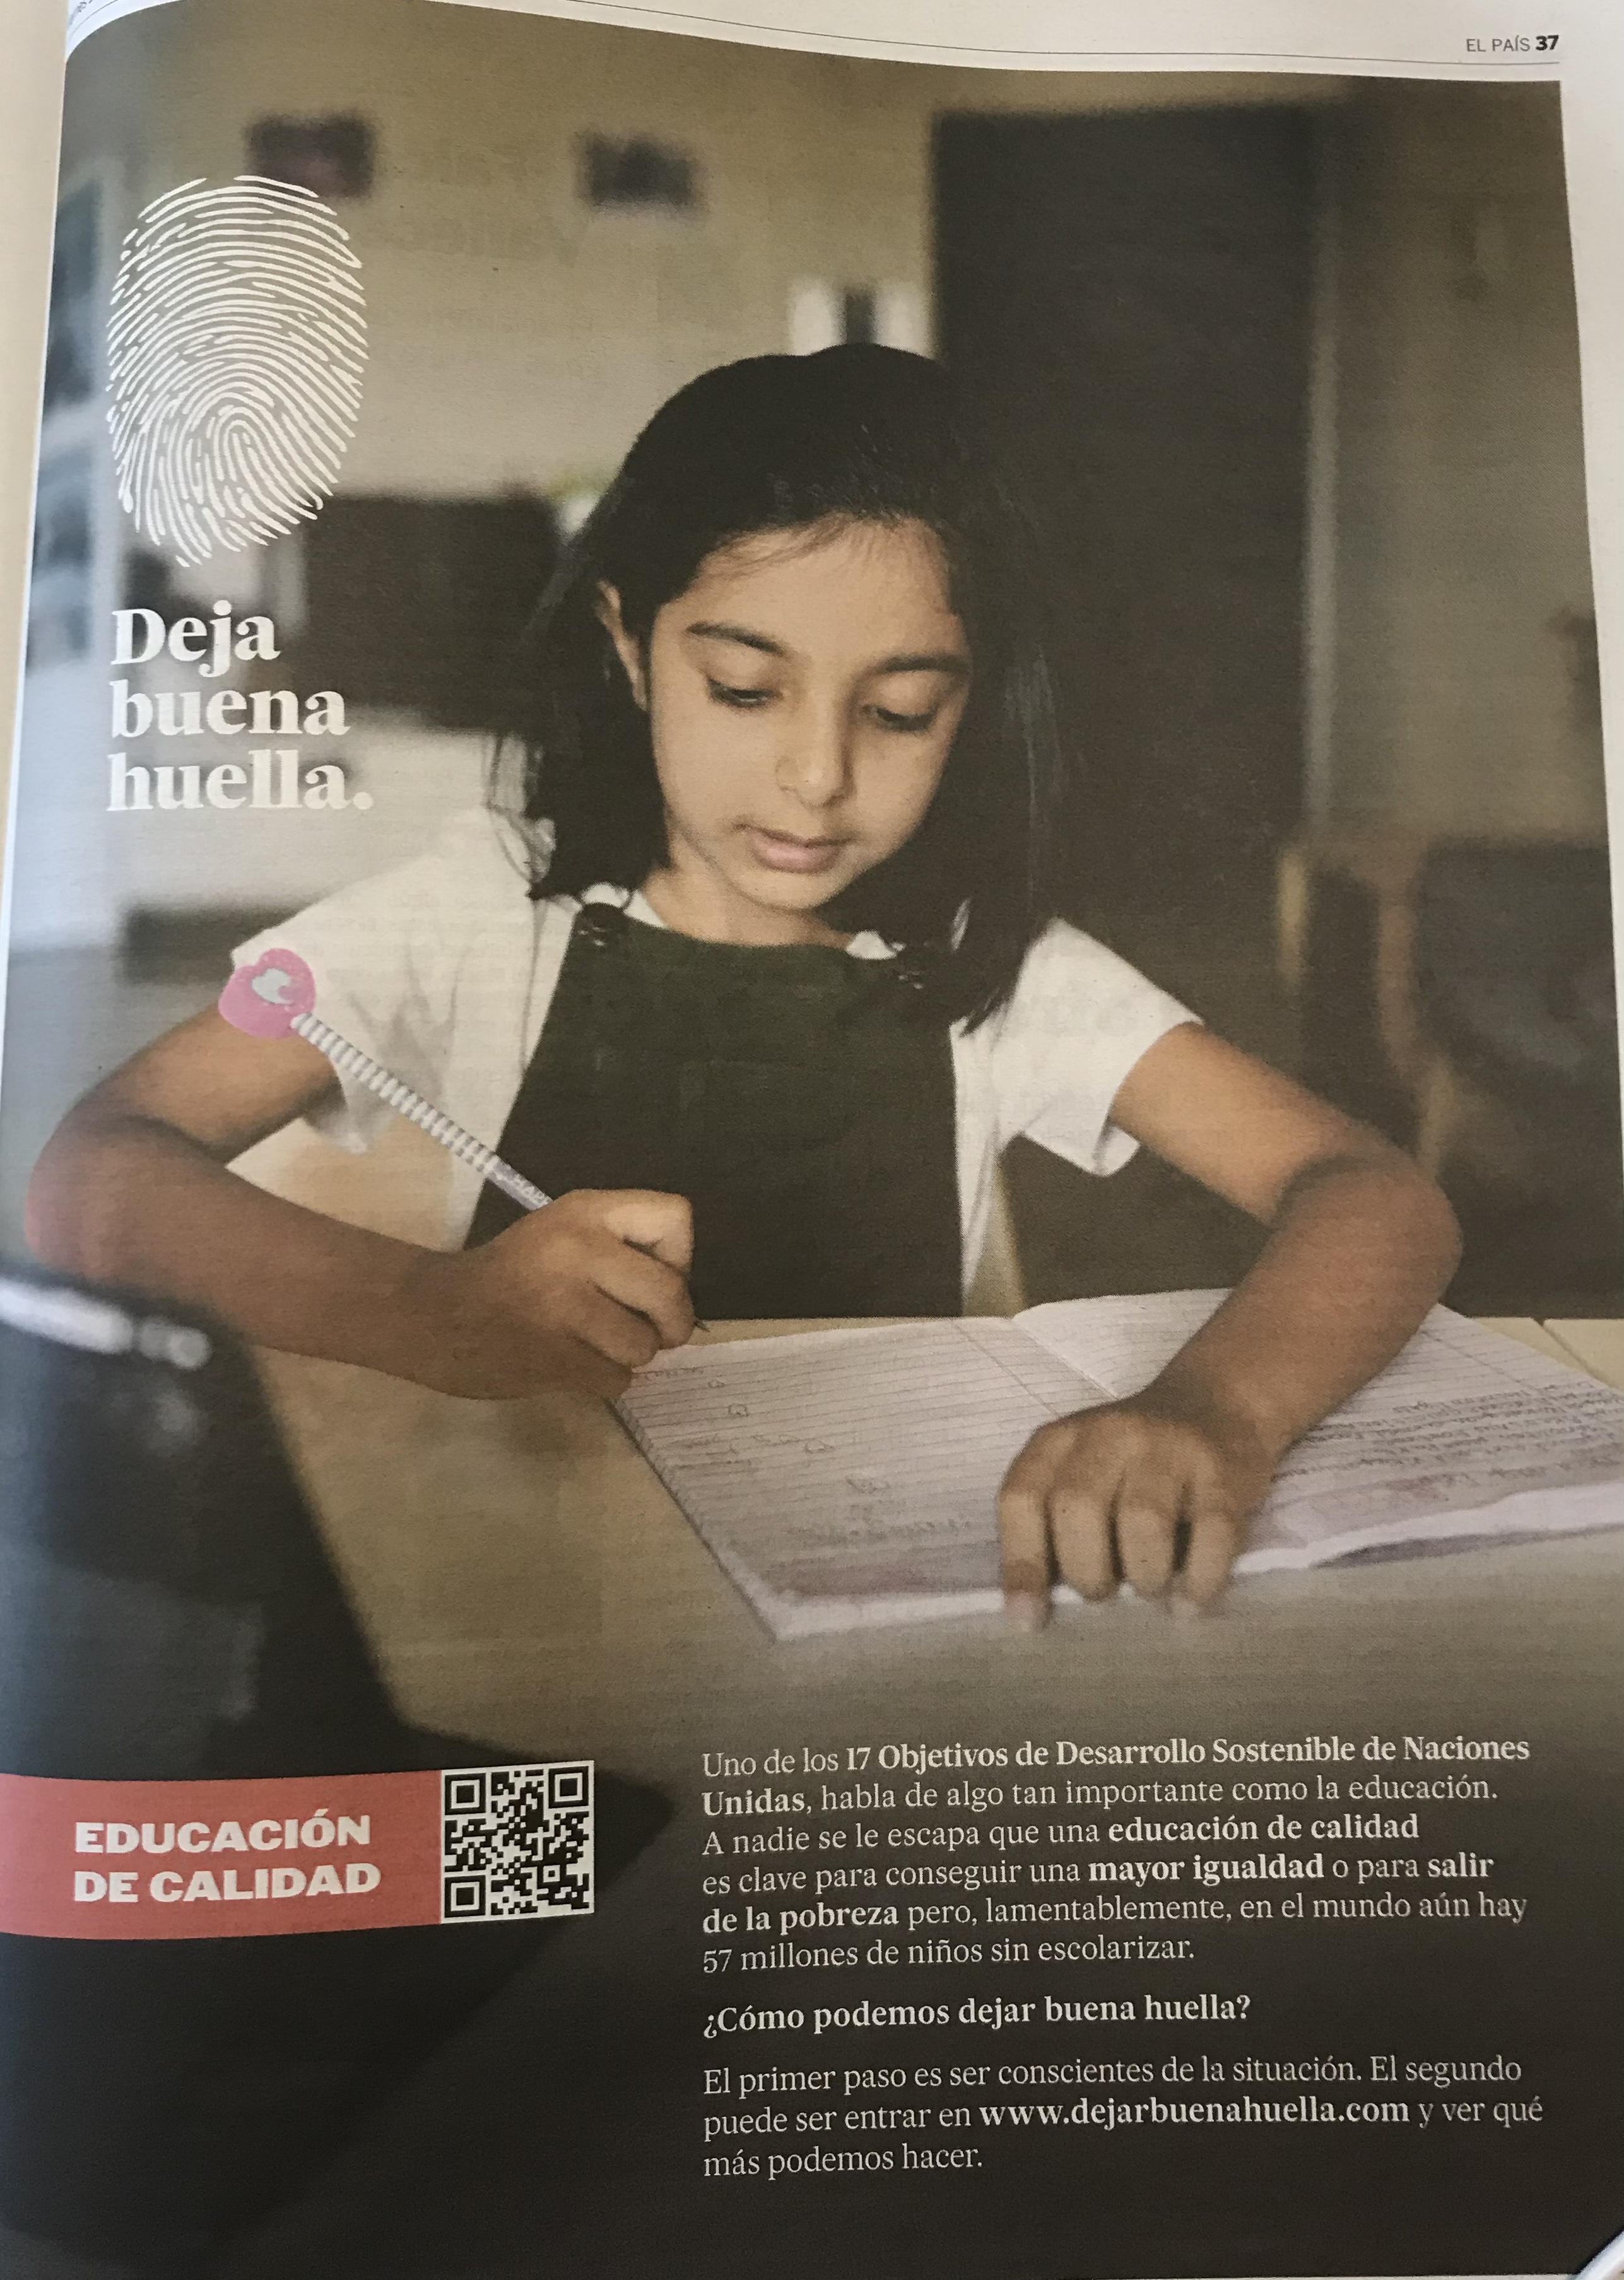 EL PAÍS 37
Deja
buena
huella.
EDUCACIÓN
DE CALIDAD
Uno de los 17 Objetivos de Desarrollo Sostenible de Naciones
Unidas, habla de algo tan importante como la educación.
A nadie se le escapa que una educación de calidad
es clave para conseguir una mayor igualdad o para salir
de la pobreza pero, lamentablemente, en el mundo aún hay
57 millones de niños sin escolarizar.
¿Cómo podemos dejar buena huella?
El primer paso es ser conscientes de la situación. El segundo
puede ser entrar en www.dejarbuenahuella.com y ver qué
más podemos hacer.